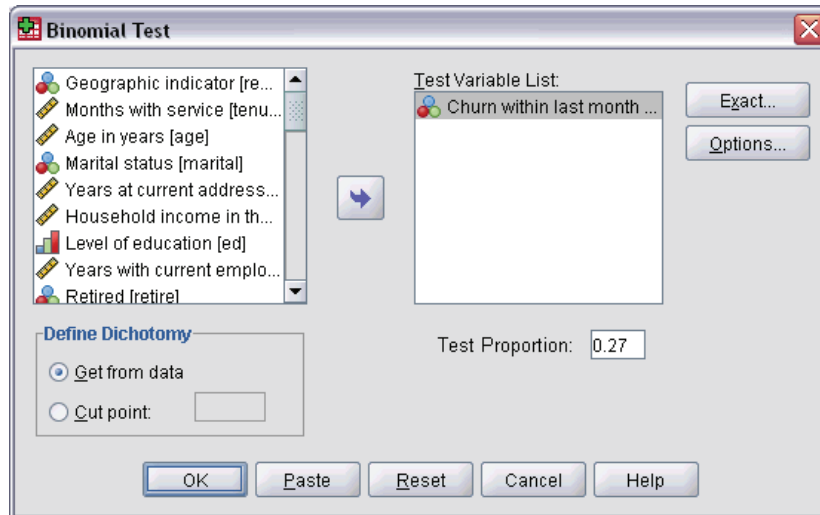 Binomial Test
Geographic indicator [re...
Months with service [tenu...
Age in years [age]
Marital status [marital]
Years at current address...
Household income in th...
Level of education [ed]
Years with current emplo...
Retired [retire]
Test Variable List:
Churn within last month ...
Exact...
Options...
Define Dichotomy
Get from data
Cut point:
Test Proportion: 0.27
OK Paste Reset Cancel Help